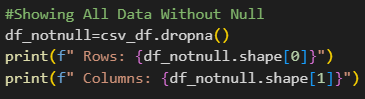 #Showing All Data Without Null
df_notnull=csv_df.dropna()
print(f" Rows: {df_notnull.shape[0]}")
print(f" Columns: {df_notnull.shape[1]}")